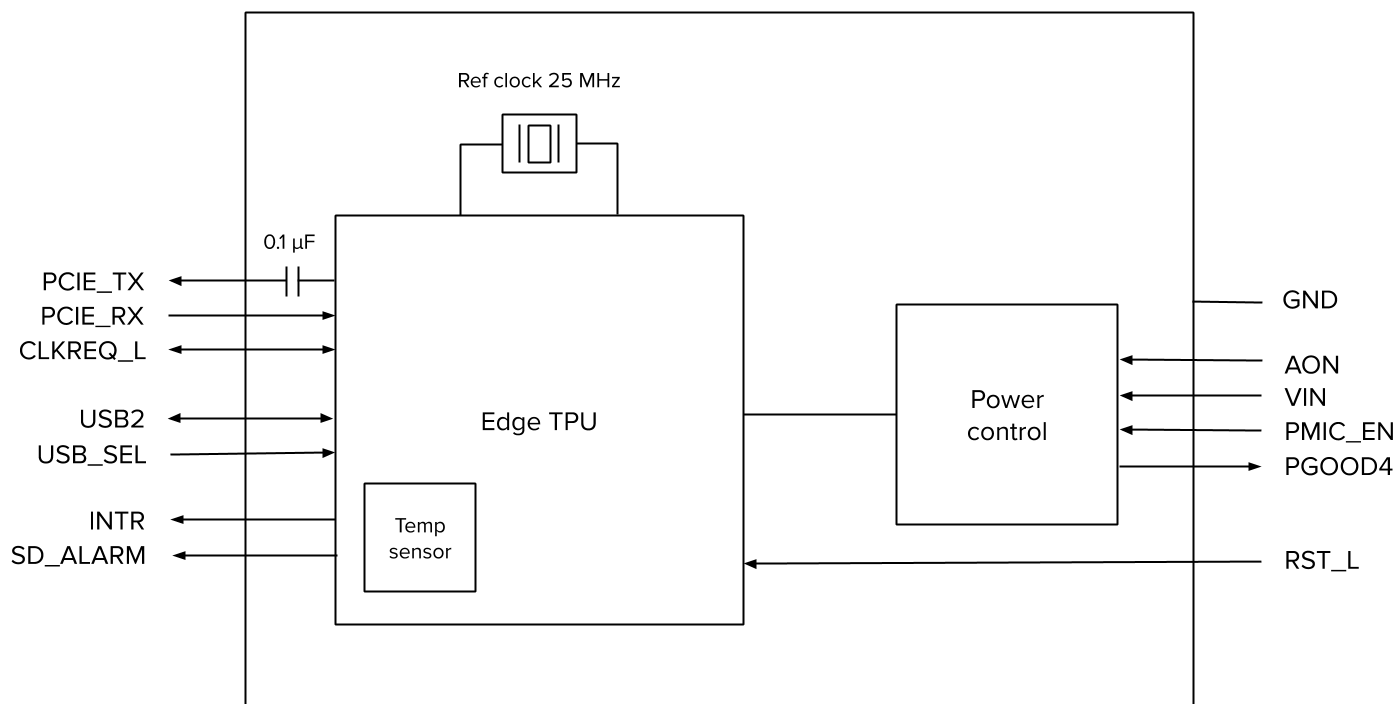 Ref clock 25 MHz
0.1 µF
PCIE_TX
PCIE_RX
CLKREQ_L
USB2
USB_SEL
INTR
SD_ALARM
Edge TPU
Temp
sensor
Power
control
GND
AON
VIN
PMIC_EN
PGOOD4
RST_L